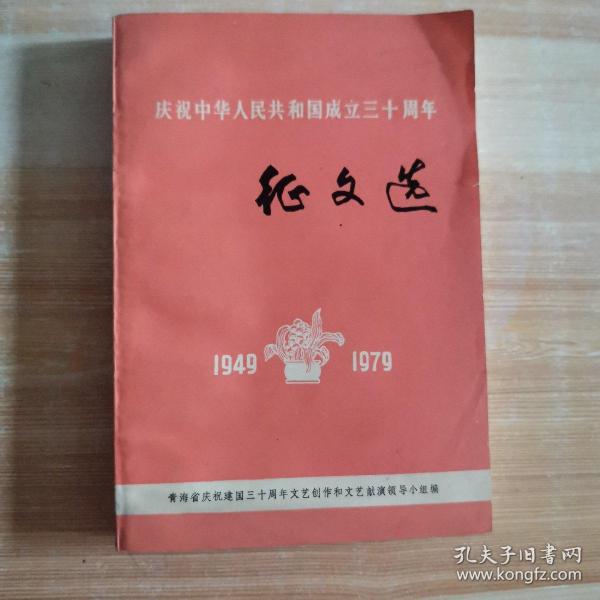 庆祝中华人民共和国成立三十周年
征文选
1949 1979
青海省庆祝建国三十周年文艺创作和文艺献演领导小组编
孔夫子旧书网
www.kongfz.com